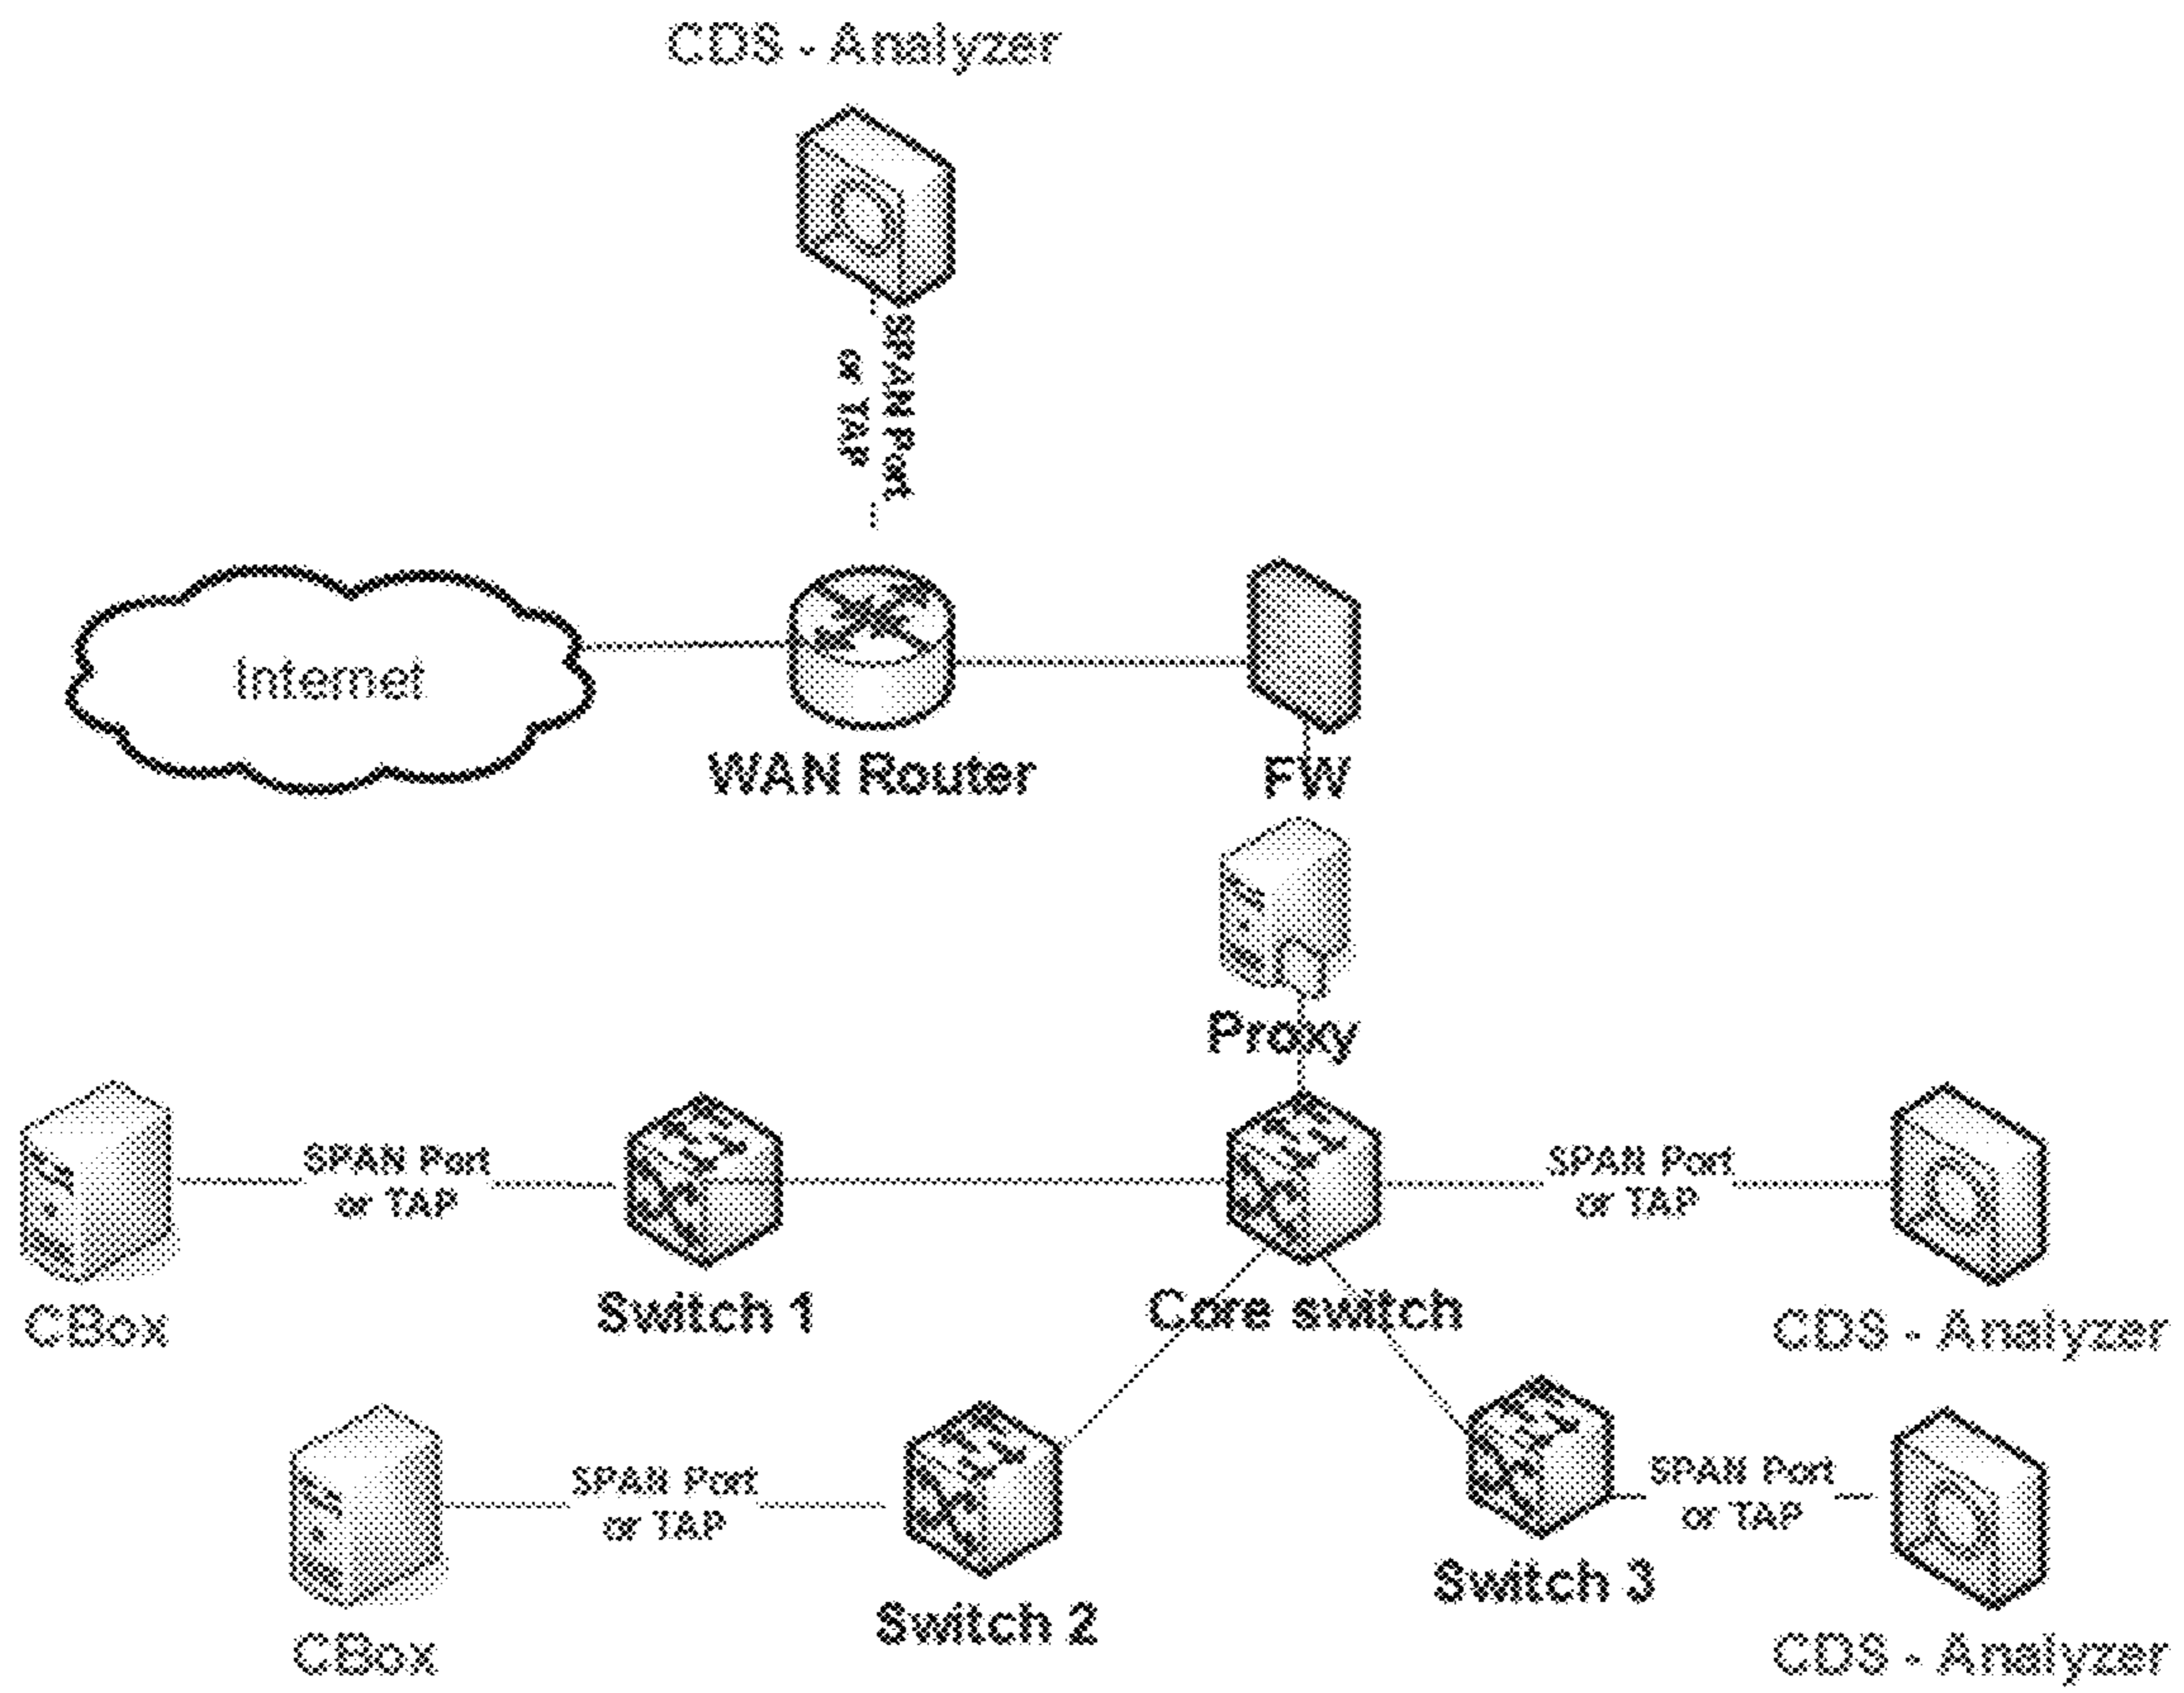 CDS - Analyzer
SPAN Port
or TAP
Internet
WAN Router
FW
Proxy
SPAN Port
or TAP
SPAN Port
or TAP
CBox
Switch 1
Core switch
CDS - Analyzer
SPAN Port
or TAP
SPAN Port
or TAP
Switch 3
CBox
Switch 2
CDS - Analyzer